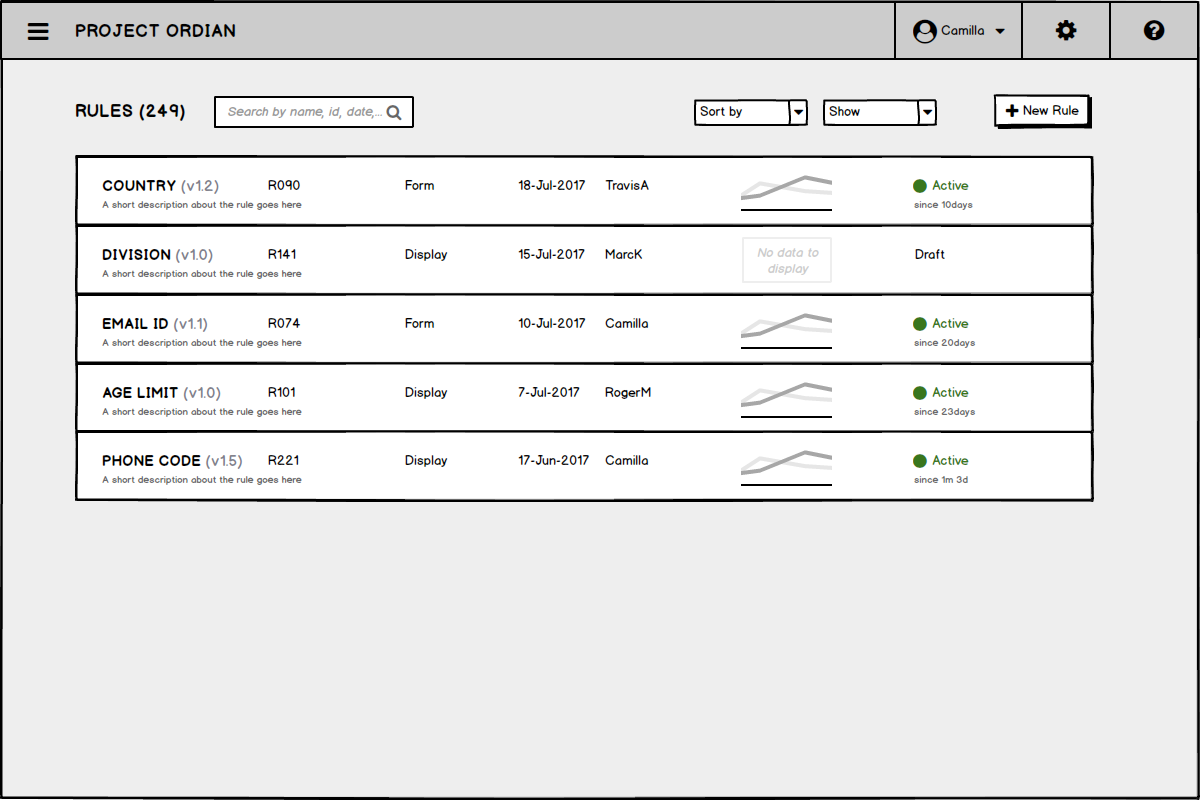 PROJECT ORDIAN
Camilla
RULES (249)
Search by name, id, date,...
Sort by
Show
New Rule
COUNTRY (v1.2) R090 Form 18-Jul-2017 TravisA Active
A short description about the rule goes here since 10days
DIVISION (v1.0) R141 Display 15-Jul-2017 MarcK No data to Draft
A short description about the rule goes here display
EMAIL ID (v1.1) R074 Form 10-Jul-2017 Camilla Active
A short description about the rule goes here since 20days
AGE LIMIT (v1.0) R101 Display 7-Jul-2017 RogerM Active
A short description about the rule goes here since 23days
PHONE CODE (v1.5) R221 Display 17-Jun-2017 Camilla Active
A short description about the rule goes here since 1m 3d